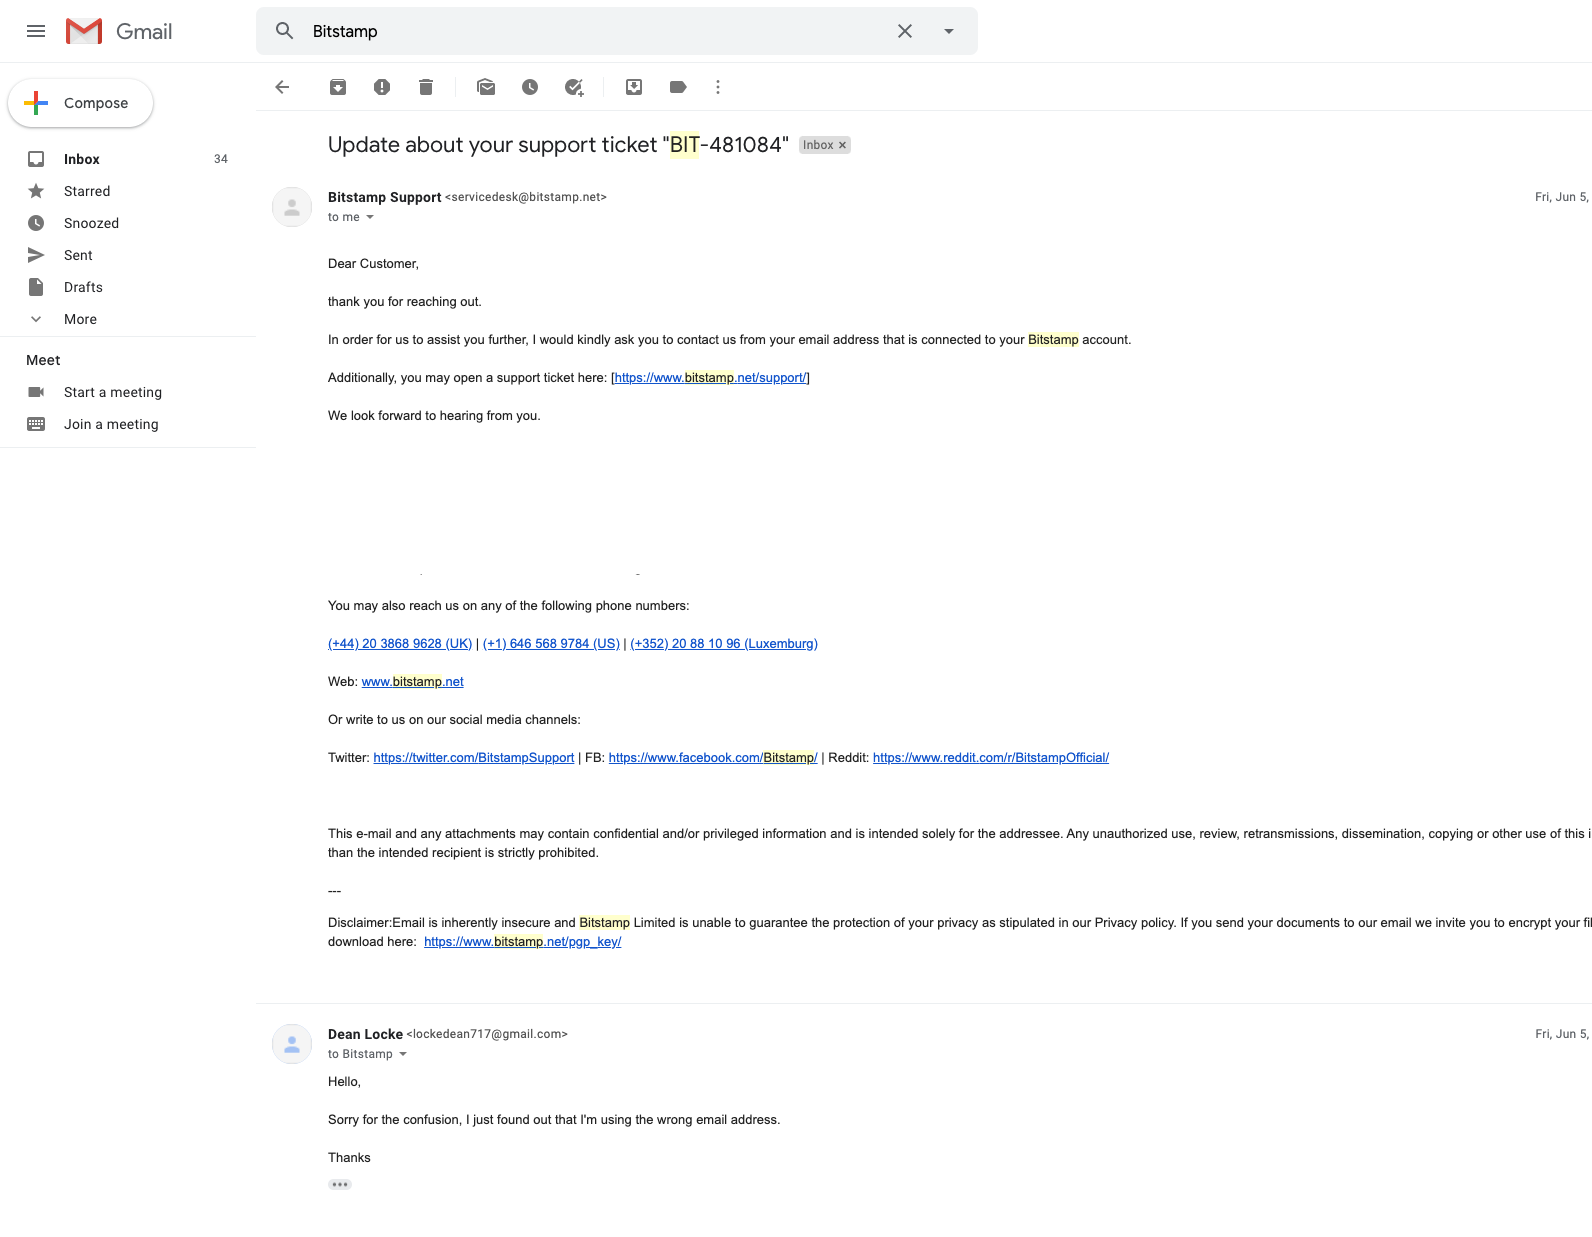 Gmail
Bitstamp
Compose
Inbox 34
Starred
Snoozed
Sent
Drafts
More
Meet
Start a meeting
Join a meeting
Update about your support ticket "BIT-481084" Inbox ×
Bitstamp Support <servicedesk@bitstamp.net> Fri, Jun 5,
to me
Dear Customer,
thank you for reaching out.
In order for us to assist you further, I would kindly ask you to contact us from your email address that is connected to your Bitstamp account.
Additionally, you may open a support ticket here: [https://www.bitstamp.net/support/]
We look forward to hearing from you.
You may also reach us on any of the following phone numbers:
(+44) 20 3868 9628 (UK) | (+1) 646 568 9784 (US) | (+352) 20 88 10 96 (Luxemburg)
Web: www.bitstamp.net
Or write to us on our social media channels:
Twitter: https://twitter.com/BitstampSupport | FB: https://www.facebook.com/Bitstamp/ | Reddit: https://www.reddit.com/r/BitstampOfficial/
This e-mail and any attachments may contain confidential and/or privileged information and is intended solely for the addressee. Any unauthorized use, review, retransmissions, dissemination, copying or other use of this i
than the intended recipient is strictly prohibited.
---
Disclaimer:Email is inherently insecure and Bitstamp Limited is unable to guarantee the protection of your privacy as stipulated in our Privacy policy. If you send your documents to our email we invite you to encrypt your fil
download here: https://www.bitstamp.net/pgp_key/
Dean Locke <lockedean717@gmail.com> Fri, Jun 5,
to Bitstamp
Hello,
Sorry for the confusion, I just found out that I'm using the wrong email address.
Thanks